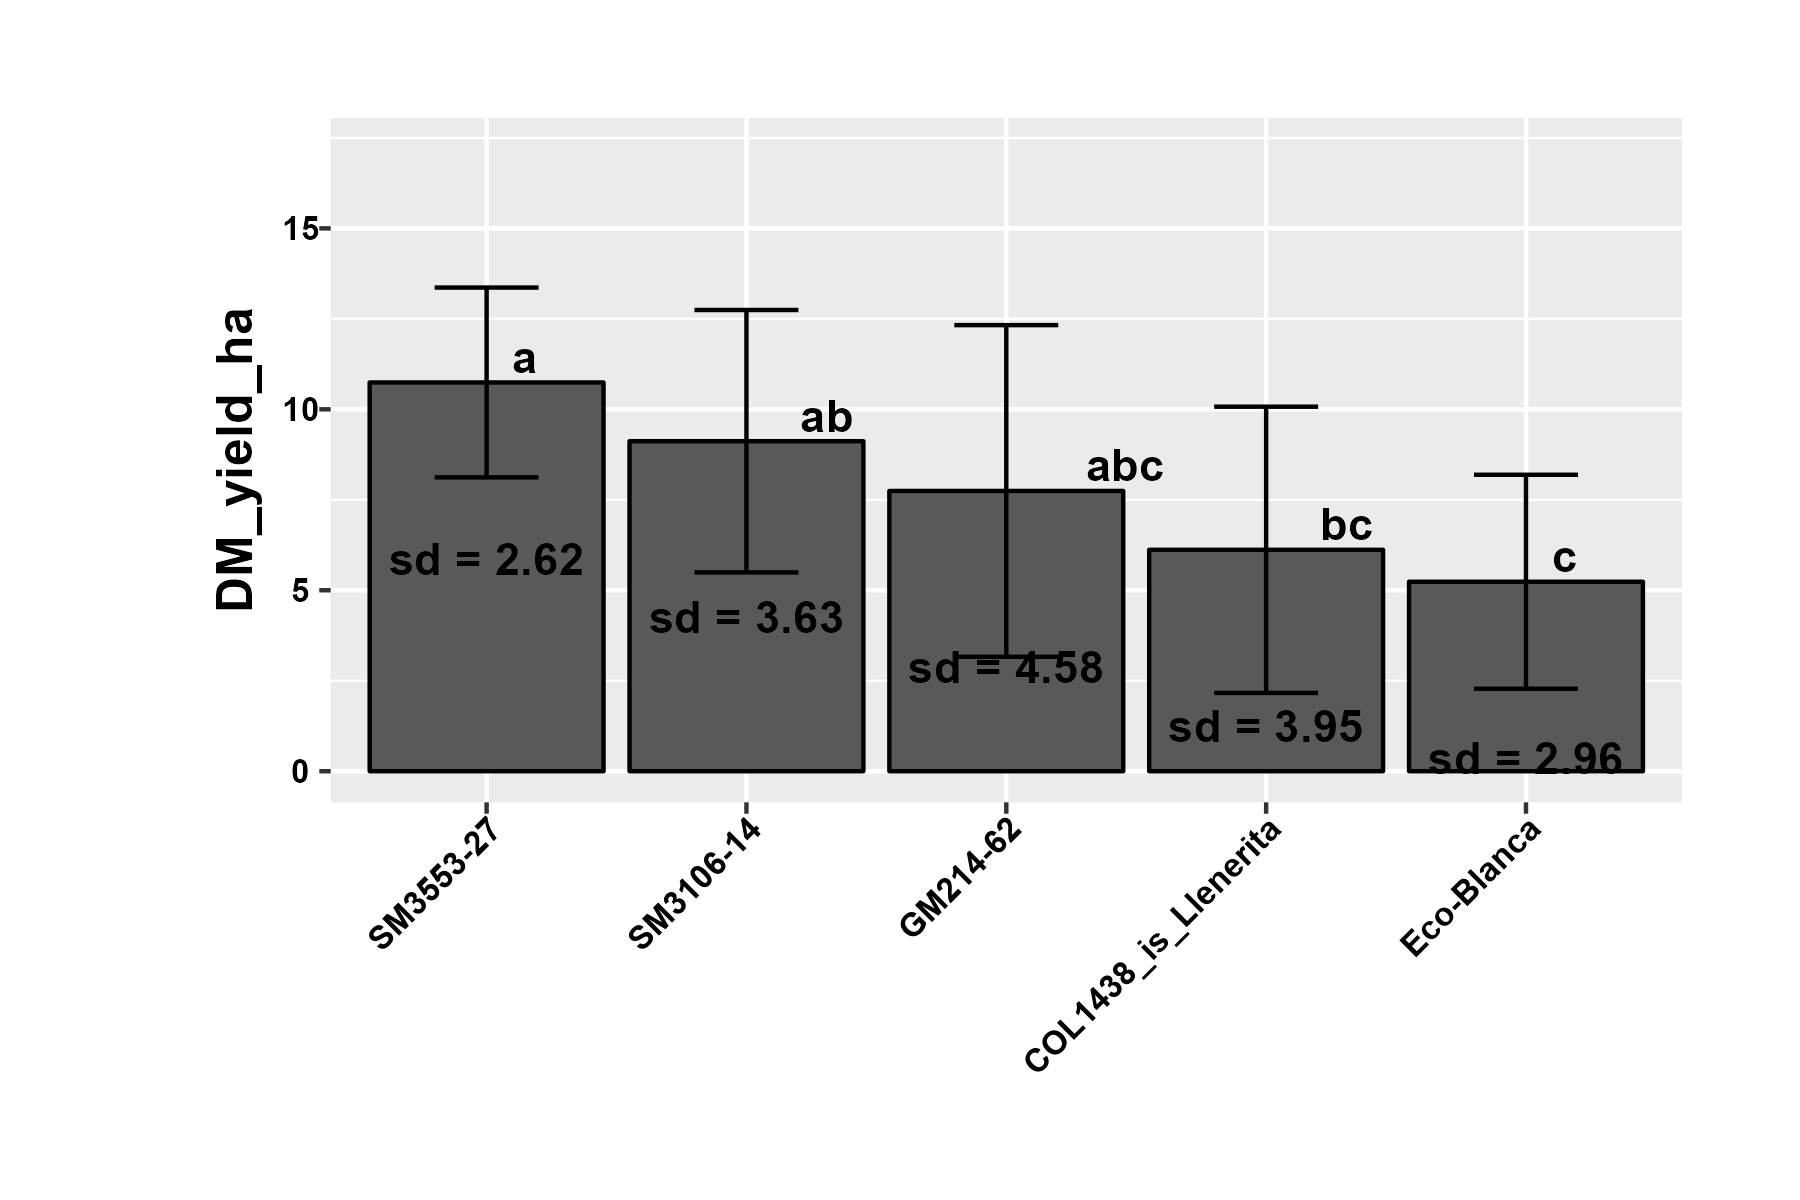 DM_yield_ha
15
10
5
0
a
ab
abc
bc
c
sd = 2.62
sd = 3.63
sd = 4.58
sd = 3.95
sd = 2.96
SM3553-27
SM3106-14
GM214-62
COL1438_is_Llenerita
Eco-Blanca